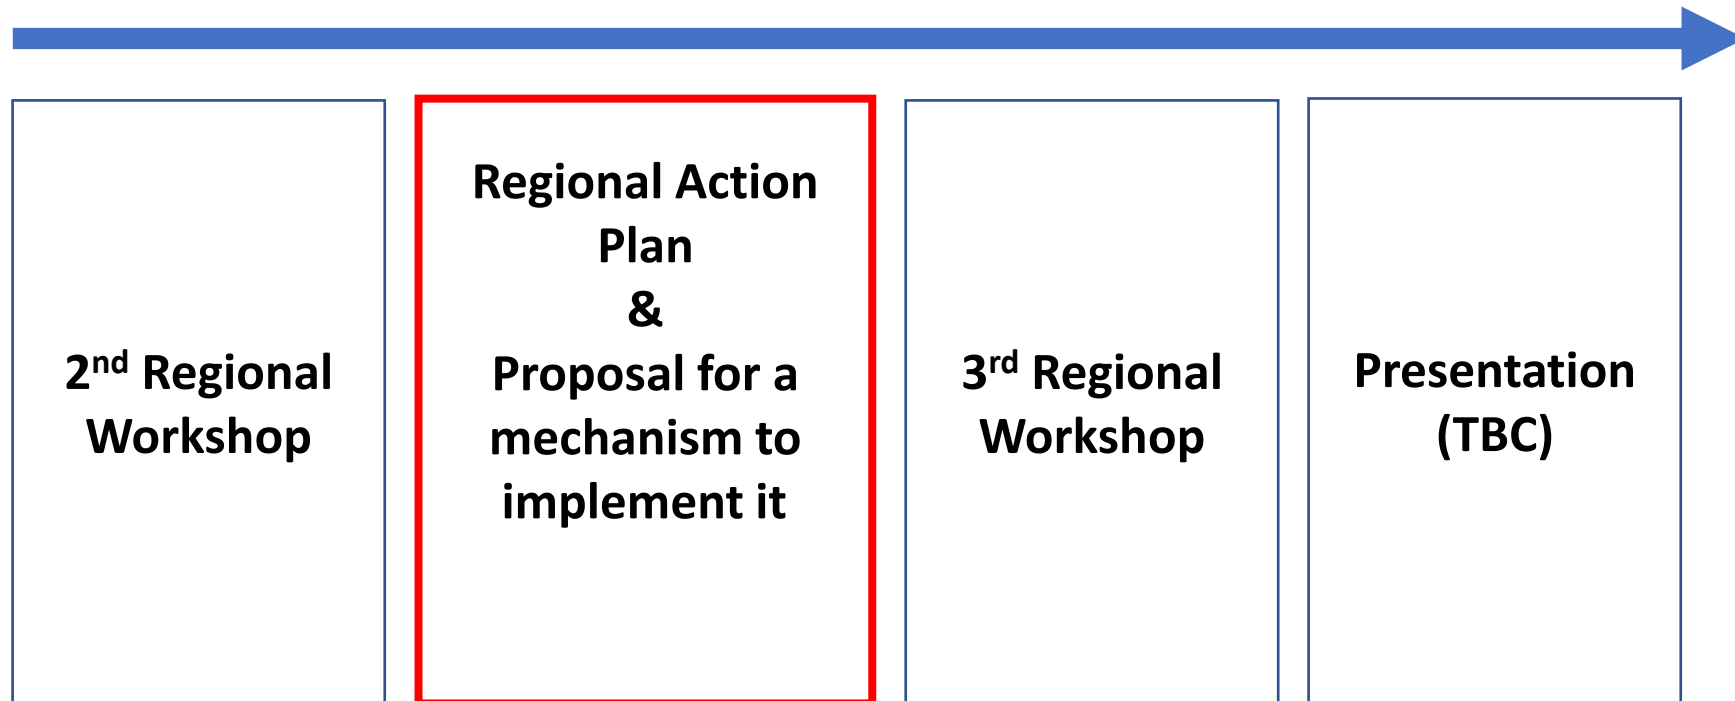 2nd Regional
Workshop
Regional Action
Plan
&
Proposal for a
mechanism to
implement it
3rd Regional
Workshop
Presentation
(TBC)